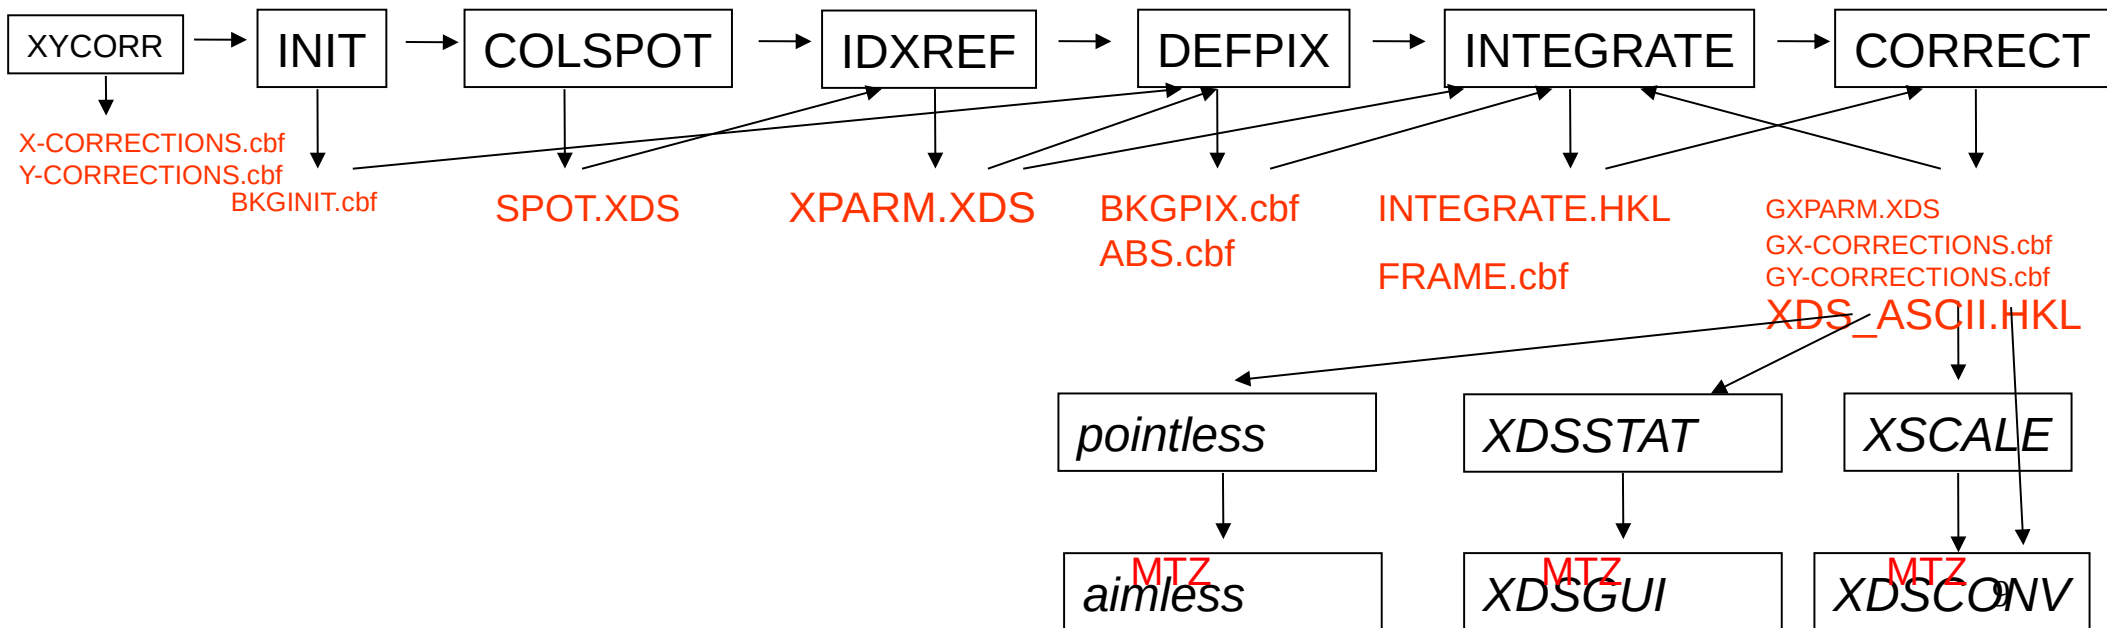 XYCORR INIT COLSPOT IDXREF DEFPIX INTEGRATE CORRECT
X-CORRECTIONS.cbf
Y-CORRECTIONS.cbf
BKGINIT.cbf
SPOT.XDS
XPARM.XDS
BKGPIX.cbf
ABS.cbf
INTEGRATE.HKL
FRAME.cbf
GXPARM.XDS
GX-CORRECTIONS.cbf
GY-CORRECTIONS.cbf
XDS_ASCII.HKL
pointless XDSSTAT XSCALE
MTZ MTZ MTZ
aimless XDSGUI XDSCONV
9